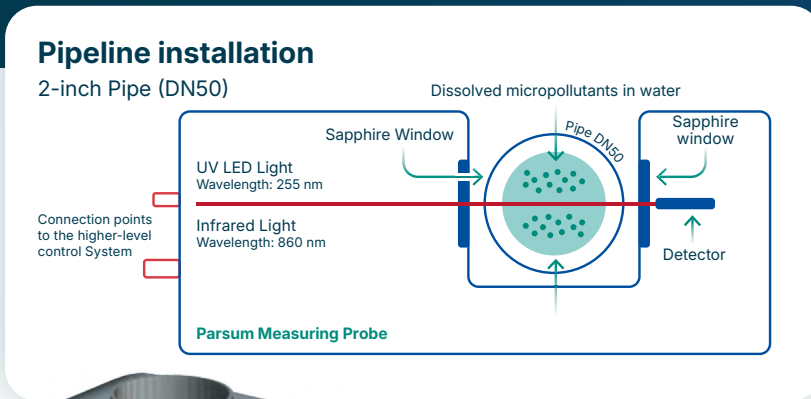 Pipeline installation
2-inch Pipe (DN50)
Dissolved micropollutants in water
Sapphire Window
Pipe DN50
Sapphire
window
UV LED Light
Wavelength: 255 nm
Connection points
to the higher-level
control System
Infrared Light
Wavelength: 860 nm
Detector
Parsum Measuring Probe